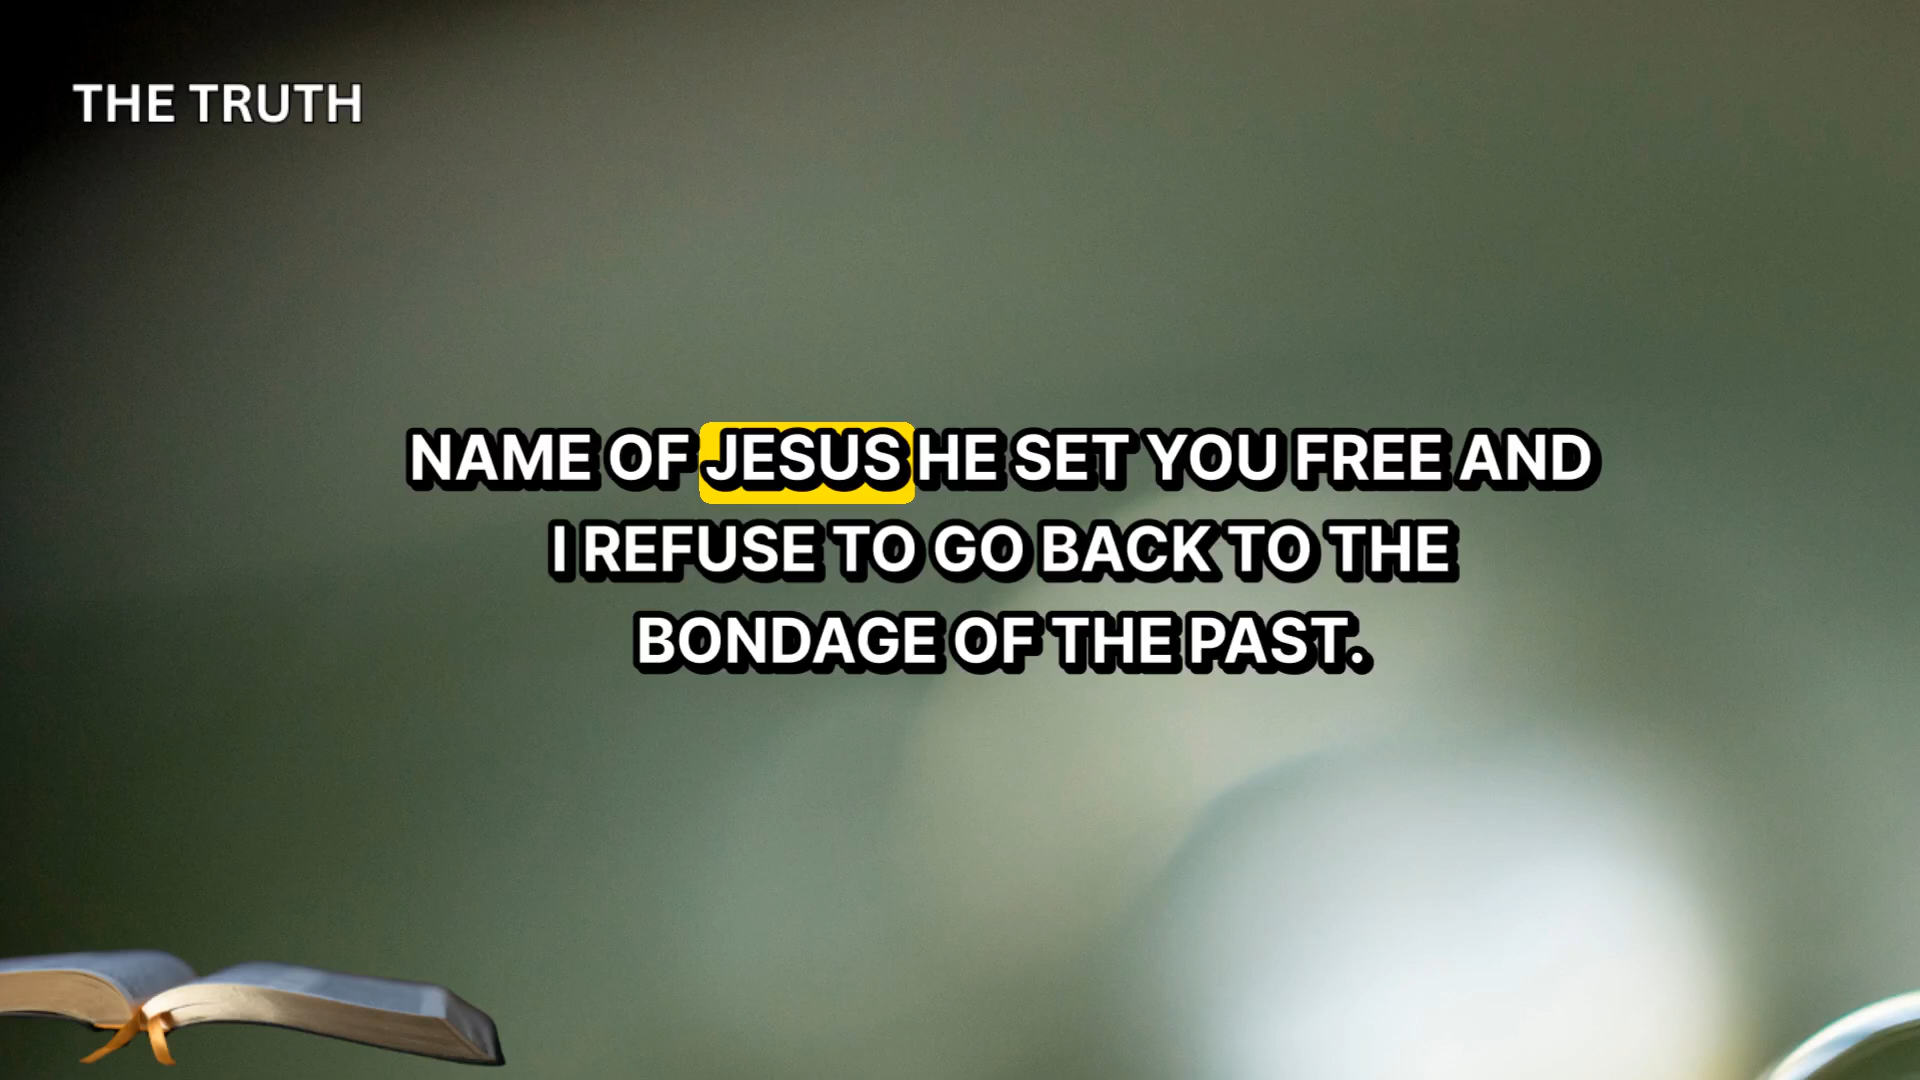 THE TRUTH
NAME OF JESUS HE SET YOU FREE AND
I REFUSE TO GO BACK TO THE
BONDAGE OF THE PAST.